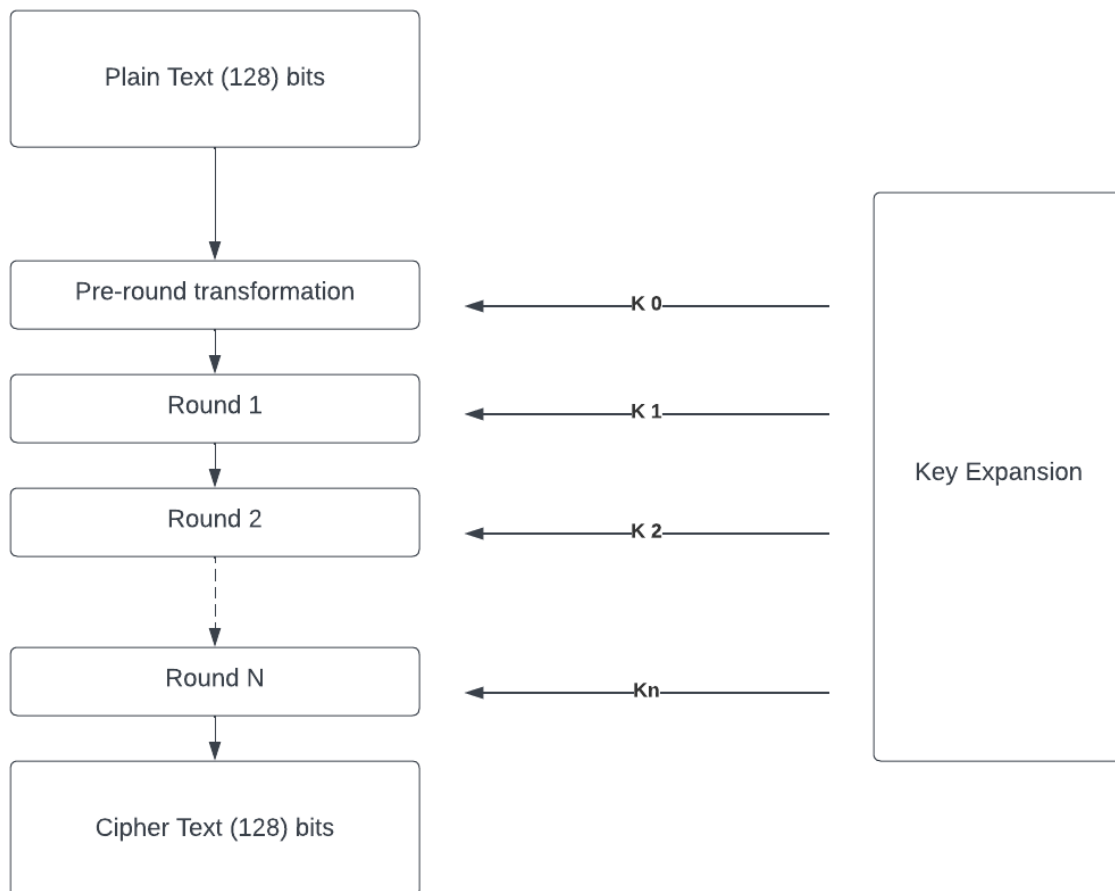 Plain Text (128) bits
Pre-round transformation
K 0
Round 1
K 1
Key Expansion
Round 2
K 2
Round N
Kn
Cipher Text (128) bits